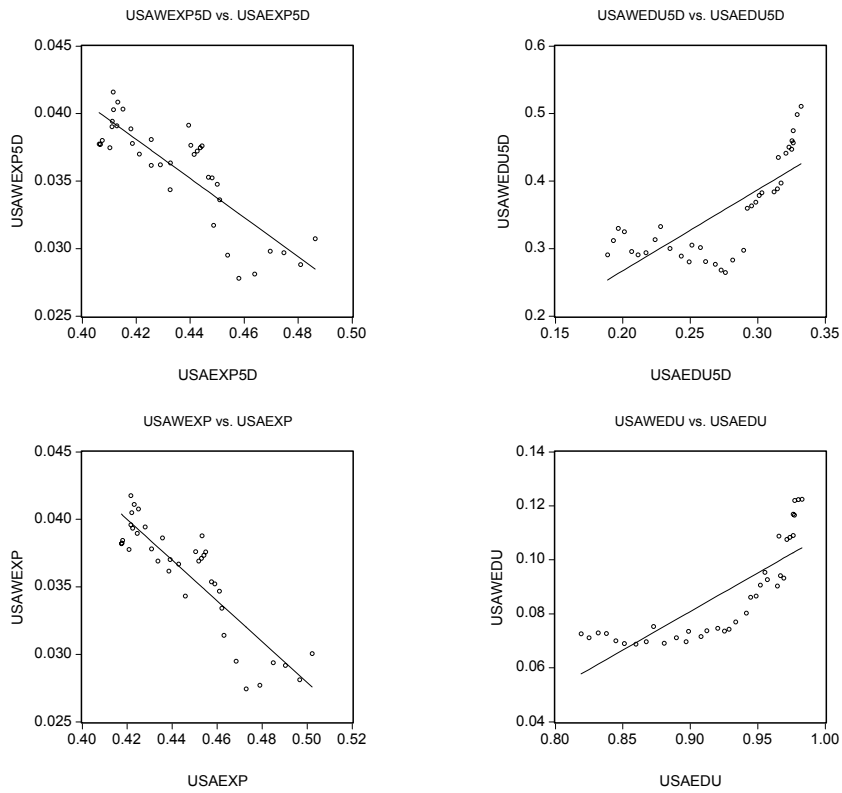 USAWEXP5D vs. USAEXP5D
0.045
0.040
0.035
0.030
0.025
USAWEXP5D
0.40 0.42 0.44 0.46 0.48 0.50
USAEXP5D
USAWEDU5D vs. USAEDU5D
0.6
0.5
0.4
0.3
0.2
USAWEDU5D
0.15 0.20 0.25 0.30 0.35
USAEDU5D
USAWEXP vs. USAEXP
0.045
0.040
0.035
0.030
0.025
USAWEXP
0.40 0.42 0.44 0.46 0.48 0.50 0.52
USAEXP
USAWEDU vs. USAEDU
0.14
0.12
0.10
0.08
0.06
0.04
USAWEDU
0.80 0.85 0.90 0.95 1.00
USAEDU